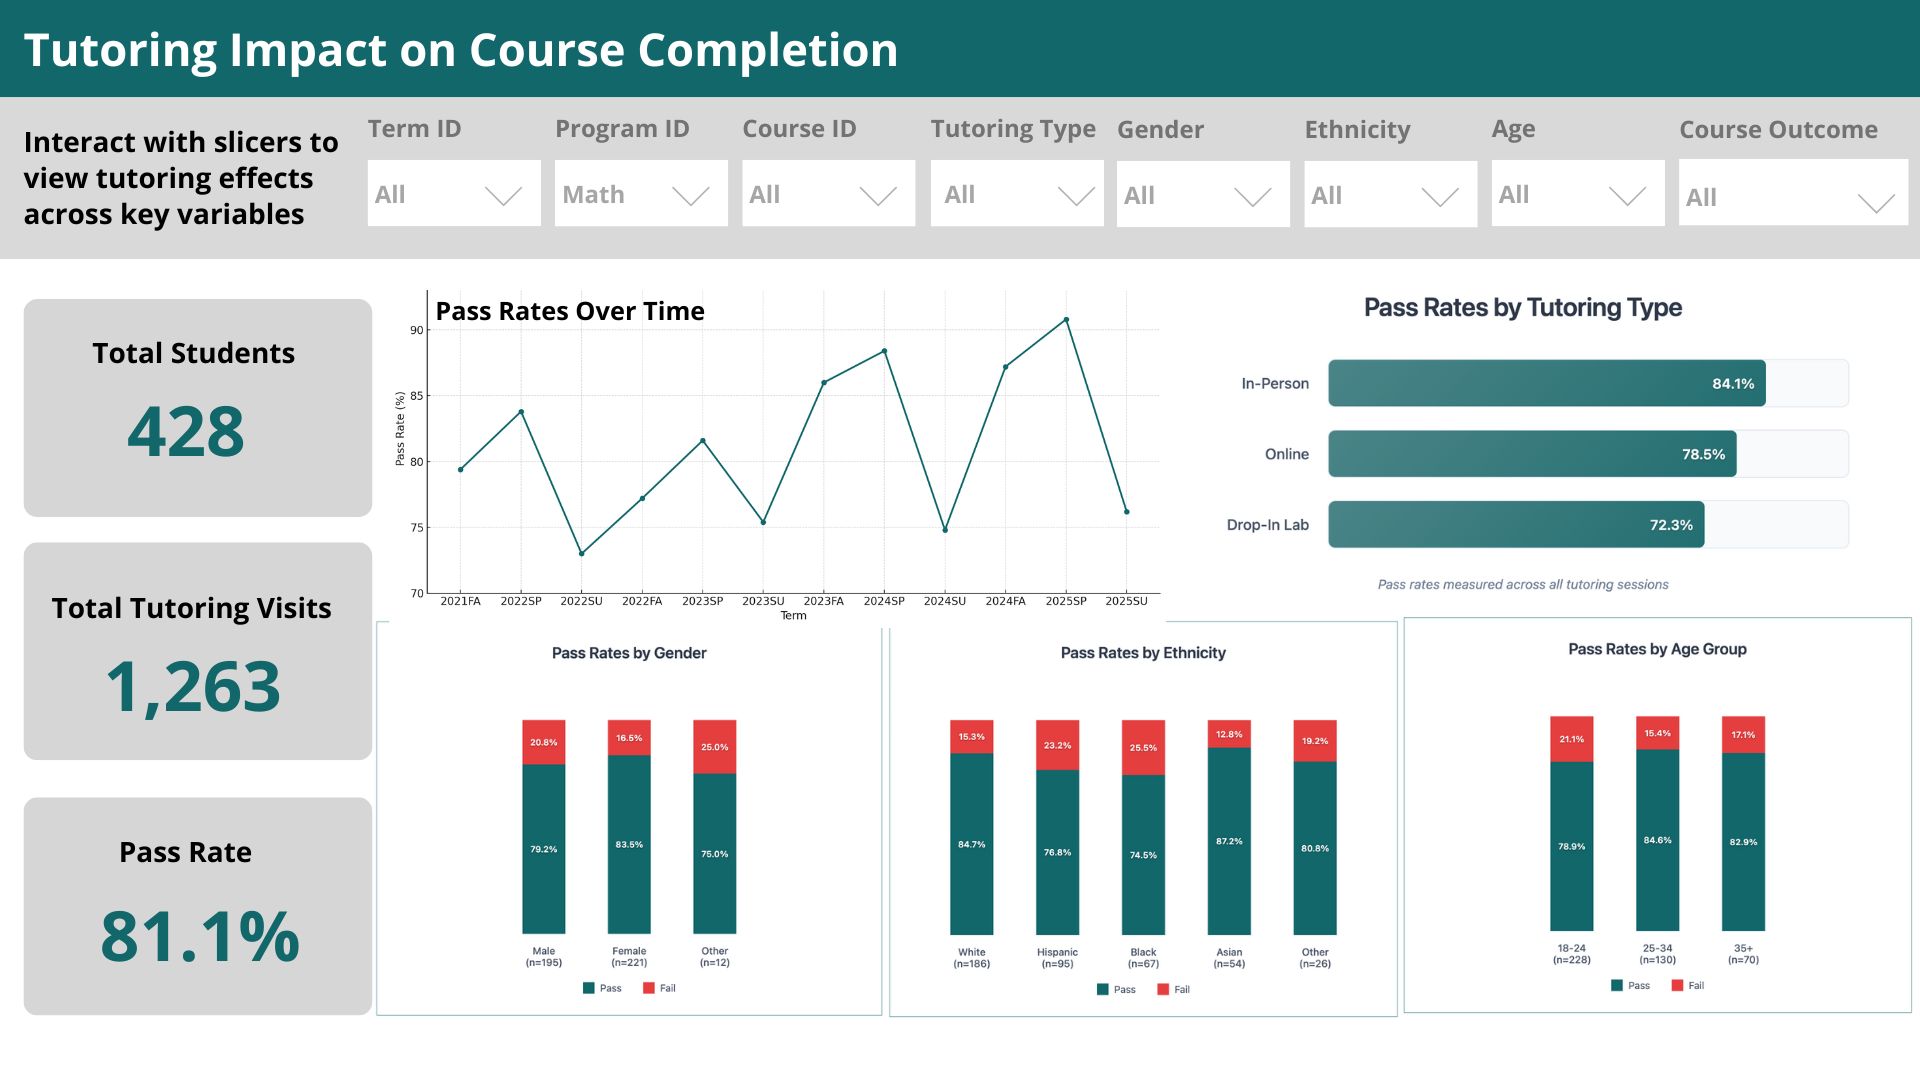 Tutoring Impact on Course Completion
Interact with slicers to
view tutoring effects
across key variables
Term ID
All
Program ID
Math
Course ID
All
Tutoring Type
All
Gender
All
Ethnicity
All
Age
All
Course Outcome
All
Total Students
428
Total Tutoring Visits
1,263
Pass Rate
81.1%
Pass Rates Over Time
Pass Rate (%)
90
85
80
75
70
2021FA 2022SP 2022SU 2022FA 2023SP 2023SU 2023FA 2024SP 2024SU 2024FA 2025SP 2025SU
Term
Pass Rates by Tutoring Type
In-Person 84.1%
Online 78.5%
Drop-In Lab 72.3%
Pass rates measured across all tutoring sessions
Pass Rates by Gender
20.8% 16.5% 25.0%
79.2% 83.5% 75.0%
Male Female Other
(n=195) (n=221) (n=12)
Pass Fail
Pass Rates by Ethnicity
15.3% 23.2% 25.5% 12.8% 19.2%
84.7% 76.8% 74.5% 87.2% 80.8%
White Hispanic Black Asian Other
(n=186) (n=95) (n=67) (n=54) (n=26)
Pass Fail
Pass Rates by Age Group
21.1% 15.4% 17.1%
78.9% 84.6% 82.9%
18-24 25-34 35+
(n=228) (n=130) (n=70)
Pass Fail